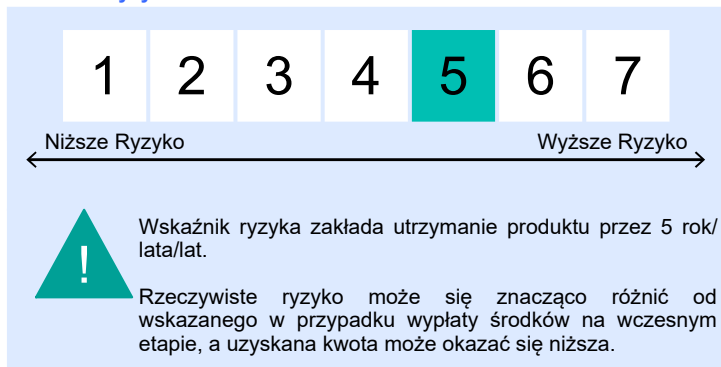 1 2 3 4 5 6 7
Niższe Ryzyko Wyższe Ryzyko
!
Wskaźnik ryzyka zakłada utrzymanie produktu przez 5 rok/
lata/lat.
Rzeczywiste ryzyko może się znacząco różnić od
wskazanego w przypadku wypłaty środków na wczesnym
etapie, a uzyskana kwota może okazać się niższa.